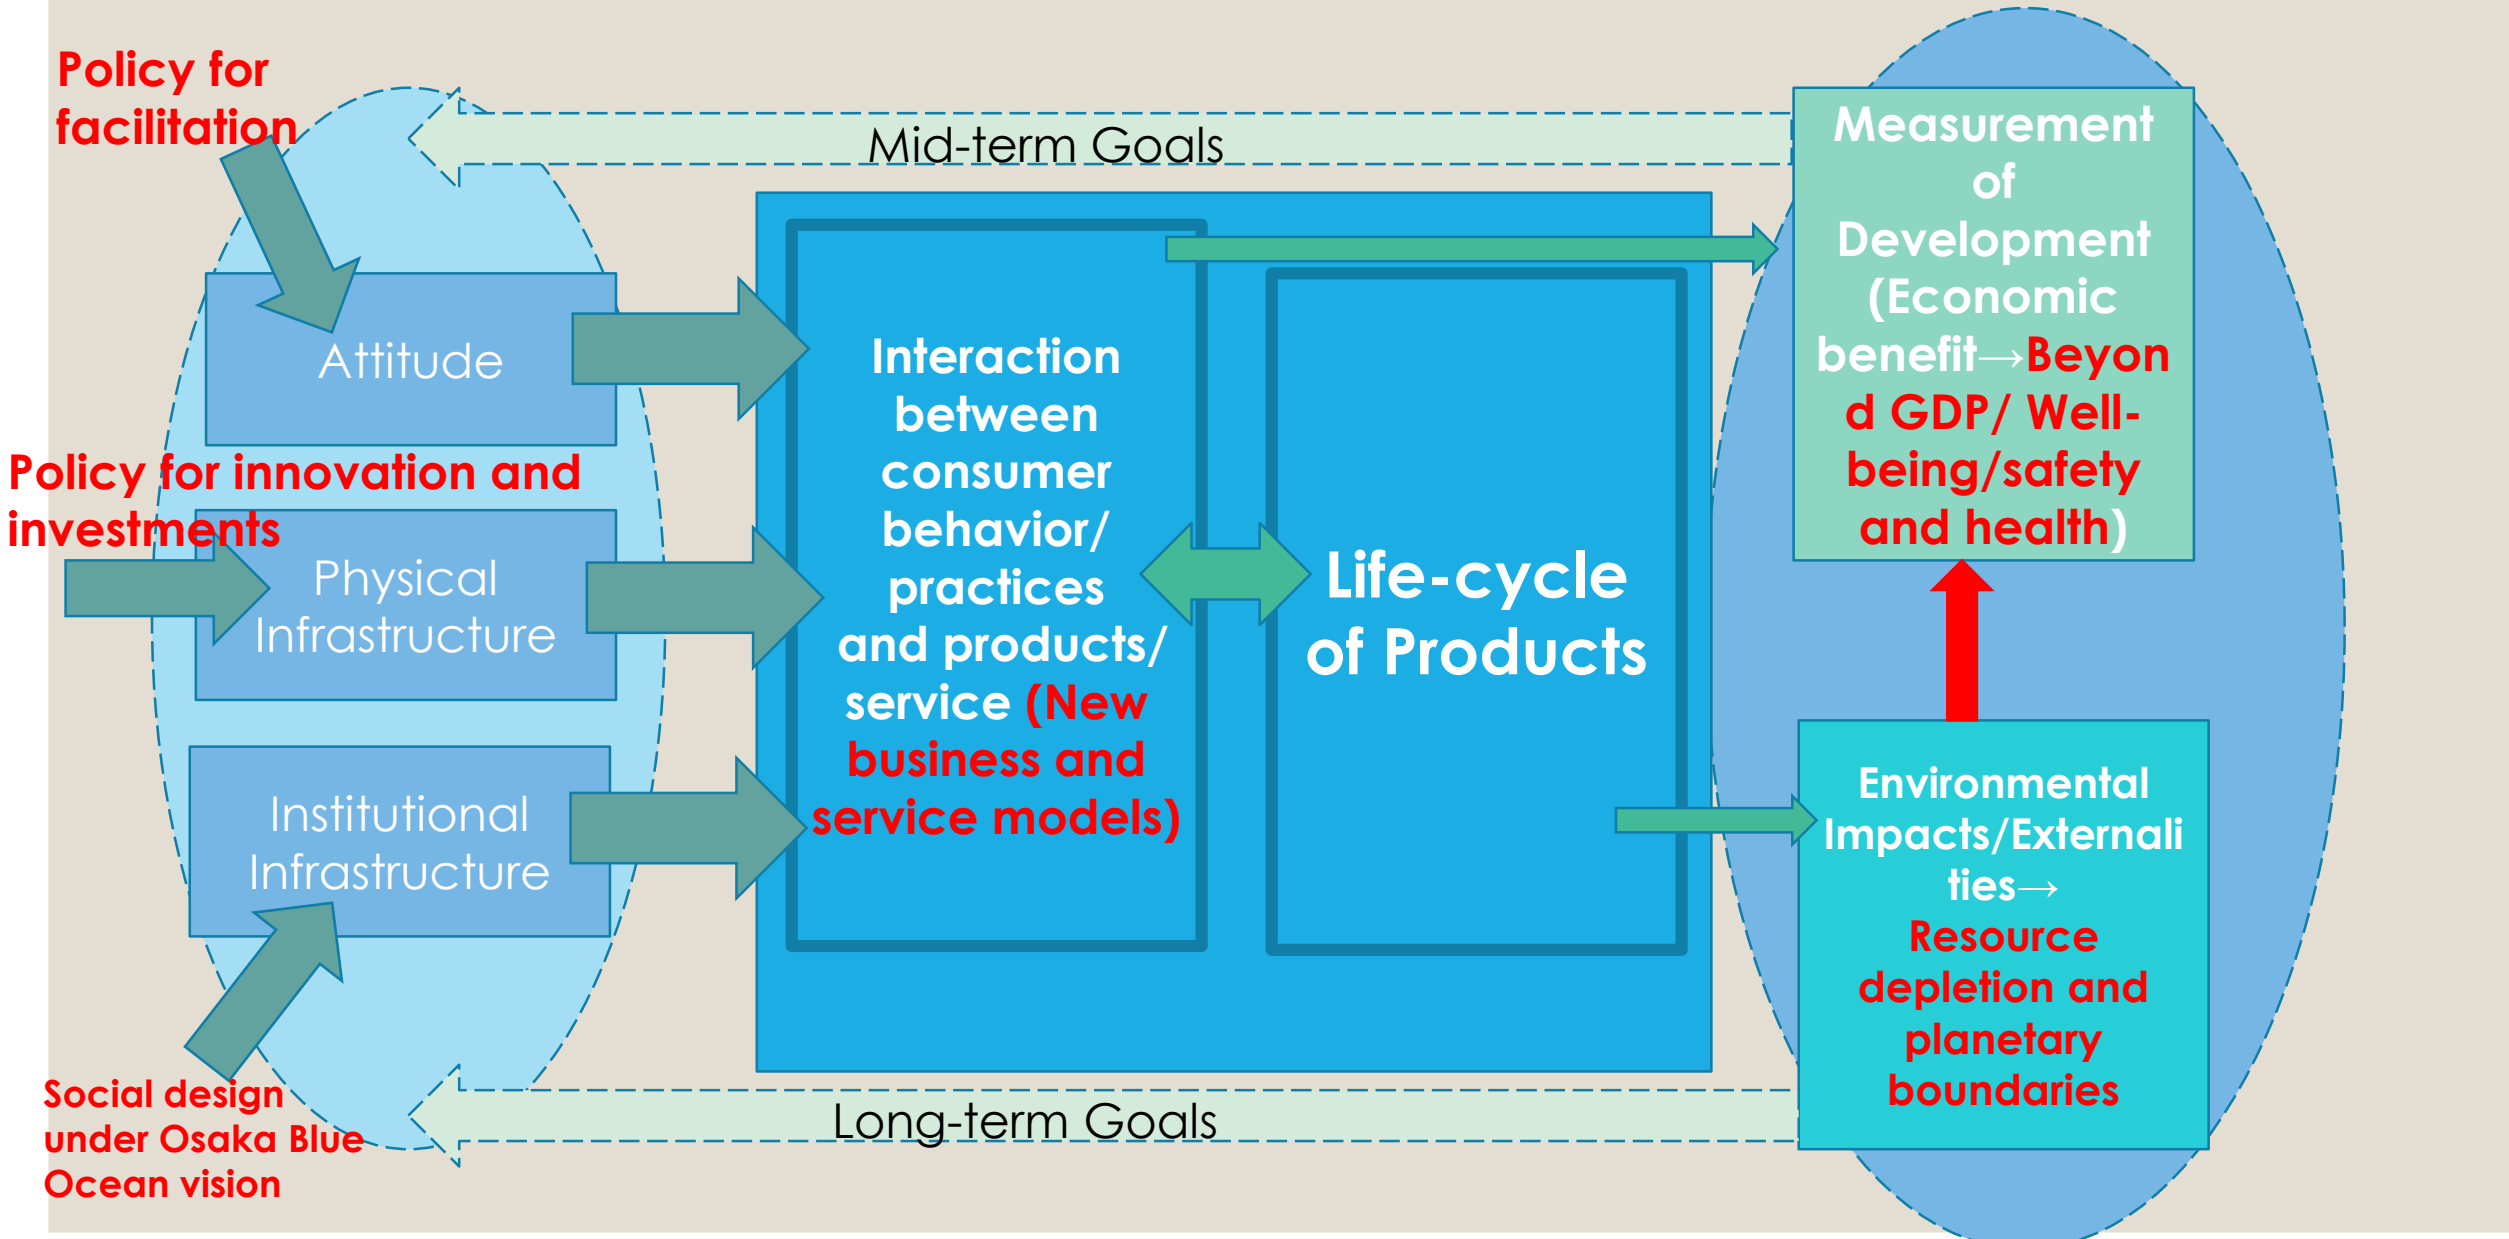 Policy for
facilitation
Mid-term Goals
Attitude
Policy for innovation and
investments
Physical
Infrastructure
Institutional
Infrastructure
Social design
under Osaka Blue
Ocean vision
Interaction
between
consumer
behavior/
practices
and products/
service (New
business and
service models)
Life-cycle
of Products
Measurement
of
Development
(Economic
benefit→Beyon
d GDP/ Well-
being/safety
and health)
Environmental
Impacts/Externali
ties→
Resource
depletion and
planetary
boundaries
Long-term Goals